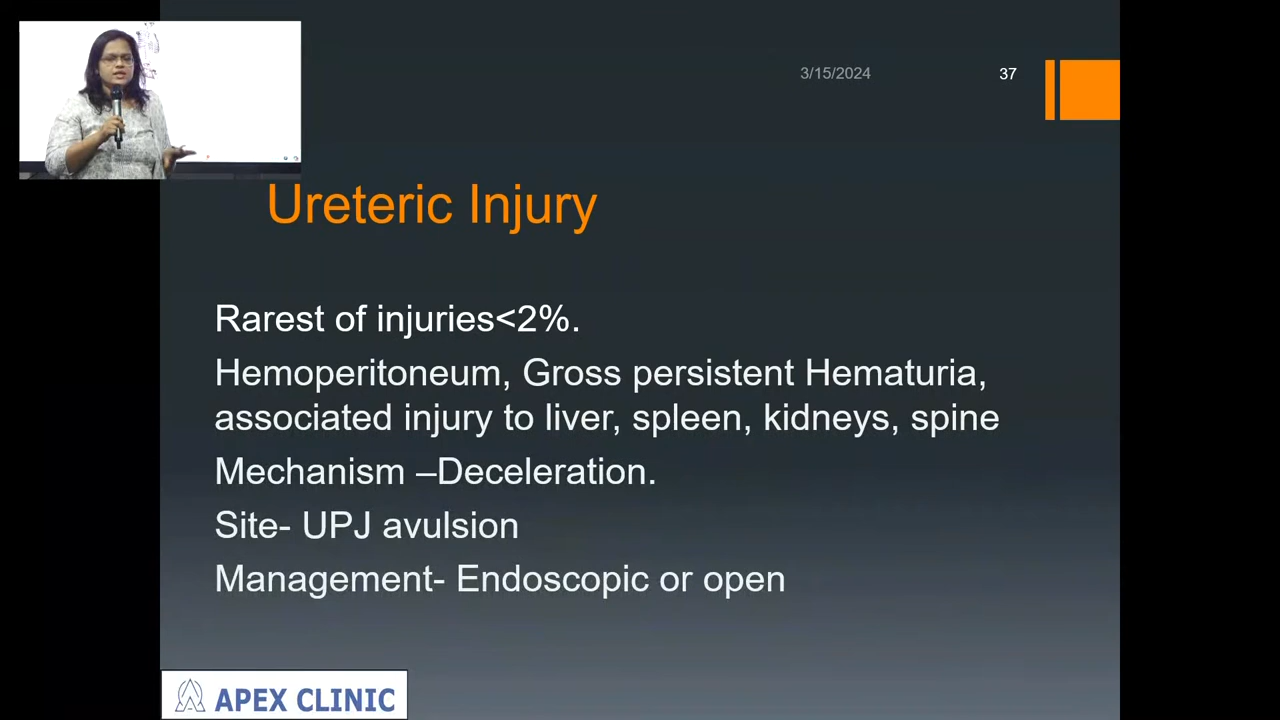 3/15/2024
37
Ureteric Injury
Rarest of injuries<2%.
Hemoperitoneum, Gross persistent Hematuria,
associated injury to liver, spleen, kidneys, spine
Mechanism –Deceleration.
Site- UPJ avulsion
Management- Endoscopic or open
APEX CLINIC